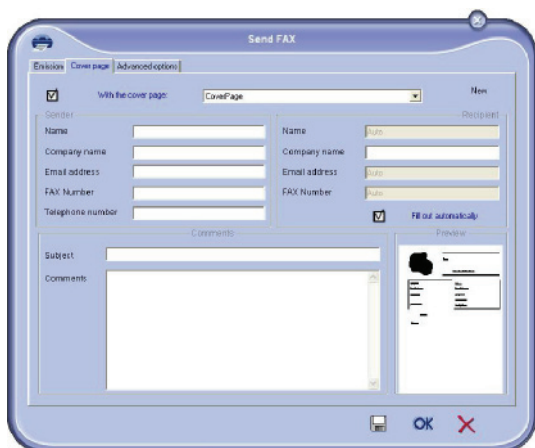 Send FAX
Emission Cover page Advanced options
With the cover page: CoverPage New
Sender
Name
Company name
Email address
FAX Number
Telephone number
Recipient
Name Auto
Company name
Email address Auto
FAX Number Auto
Fill out automatically
Comments
Subject
Comments
Preview
OK